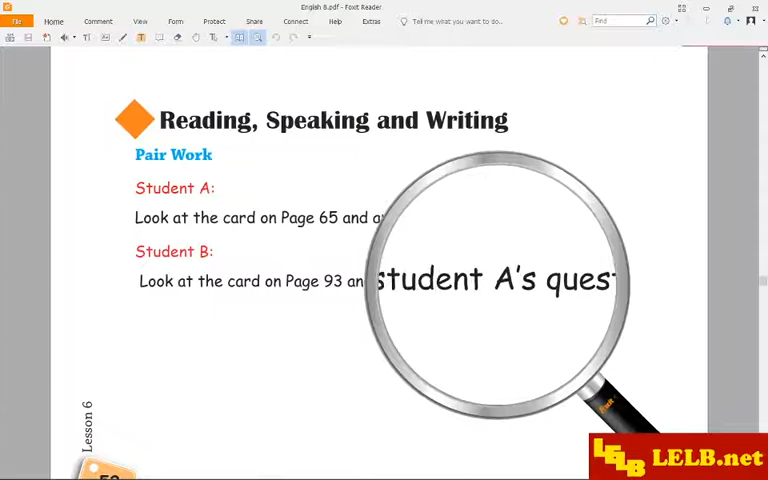 English 8.pdf - Foxit Reader
File Home Comment View Form Protect Share Connect Help Extras Tell me what you want to do.. Find
Reading, Speaking and Writing
Pair Work
Student A:
Look at the card on Page 65 and
Student B:
Look at the card on Page 93 an
student A's quest
Lesson 6
LELB LELB.net